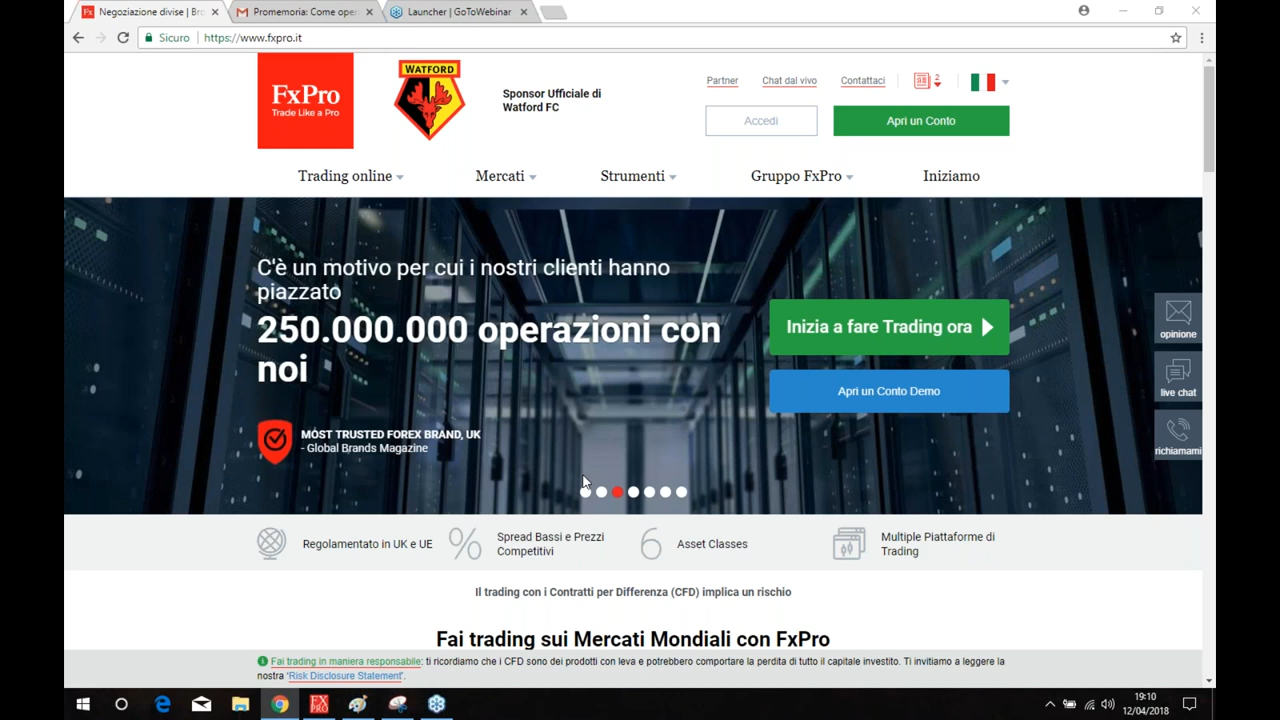 Negoziazione divise | Bro
Promemoria: Come oper
Launcher | GoToWebinar
Sicuro
https://www.fxpro.it
FxPro
Trade Like a Pro
WATFORD
Sponsor Ufficiale di
Watford FC
Partner
Chat dal vivo
Contattaci
2
Accedi
Apri un Conto
Trading online
Mercati
Strumenti
Gruppo FxPro
Iniziamo
C'è un motivo per cui i nostri clienti hanno
piazzato
250.000.000 operazioni con
noi
MOST TRUSTED FOREX BRAND, UK
- Global Brands Magazine
Inizia a fare Trading ora
Apri un Conto Demo
opinione
live chat
richiamami
Regolamentato in UK e UE
%
Spread Bassi e Prezzi
Competitivi
6
Asset Classes
Multiple Piattaforme di
Trading
Il trading con i Contratti per Differenza (CFD) implica un rischio
Fai trading sui Mercati Mondiali con FxPro
Fai trading in maniera responsabile: ti ricordiamo che i CFD sono dei prodotti con leva e potrebbero comportare la perdita di tutto il capitale investito. Ti invitiamo a leggere la
nostra 'Risk Disclosure Statement'.
FX
PRO
19:10
12/04/2018